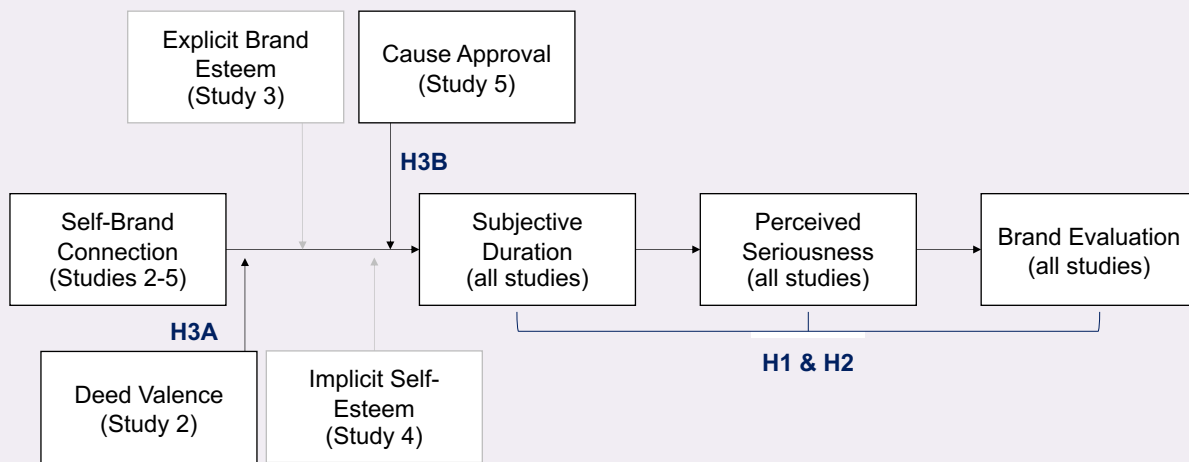 Explicit Brand
Esteem
(Study 3)
Cause Approval
(Study 5)
H3B
Self-Brand
Connection
(Studies 2-5)
Subjective
Duration
(all studies)
Perceived
Seriousness
(all studies)
Brand Evaluation
(all studies)
H3A
H1 & H2
Deed Valence
(Study 2)
Implicit Self-
Esteem
(Study 4)